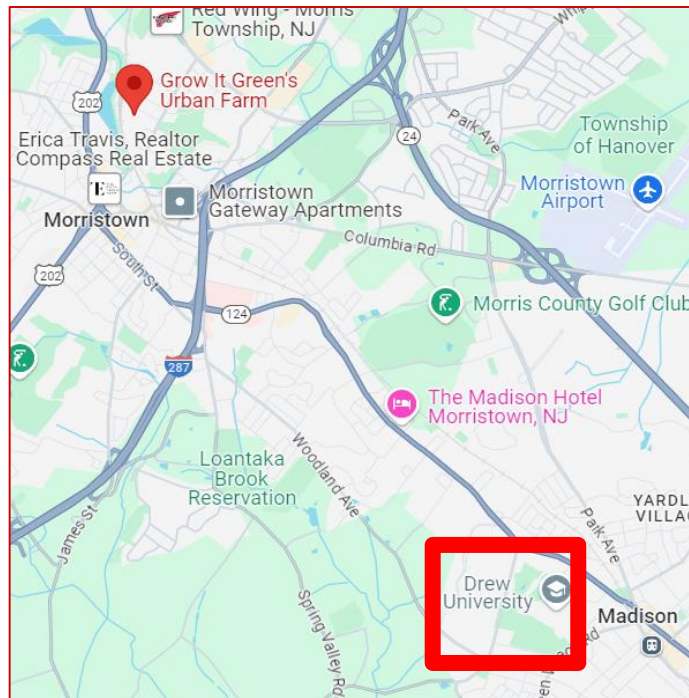 Red Wing - Morris
Township, NJ
Grow It Green's
Urban Farm
202
Erica Travis, Realtor
Compass Real Estate
Morristown
Morristown
Gateway Apartments
Park Ave
24
Township
of Hanover
Morristown
Airport
Columbia Rd
202
South St
124
Morris County Golf Club
287
The Madison Hotel
Morristown, NJ
Loantaka
Brook
Reservation
Woodland Ave
James St
YARDL
VILLAG
Park Ave
Drew
University
Madison
Spring Valley Rd
Rd